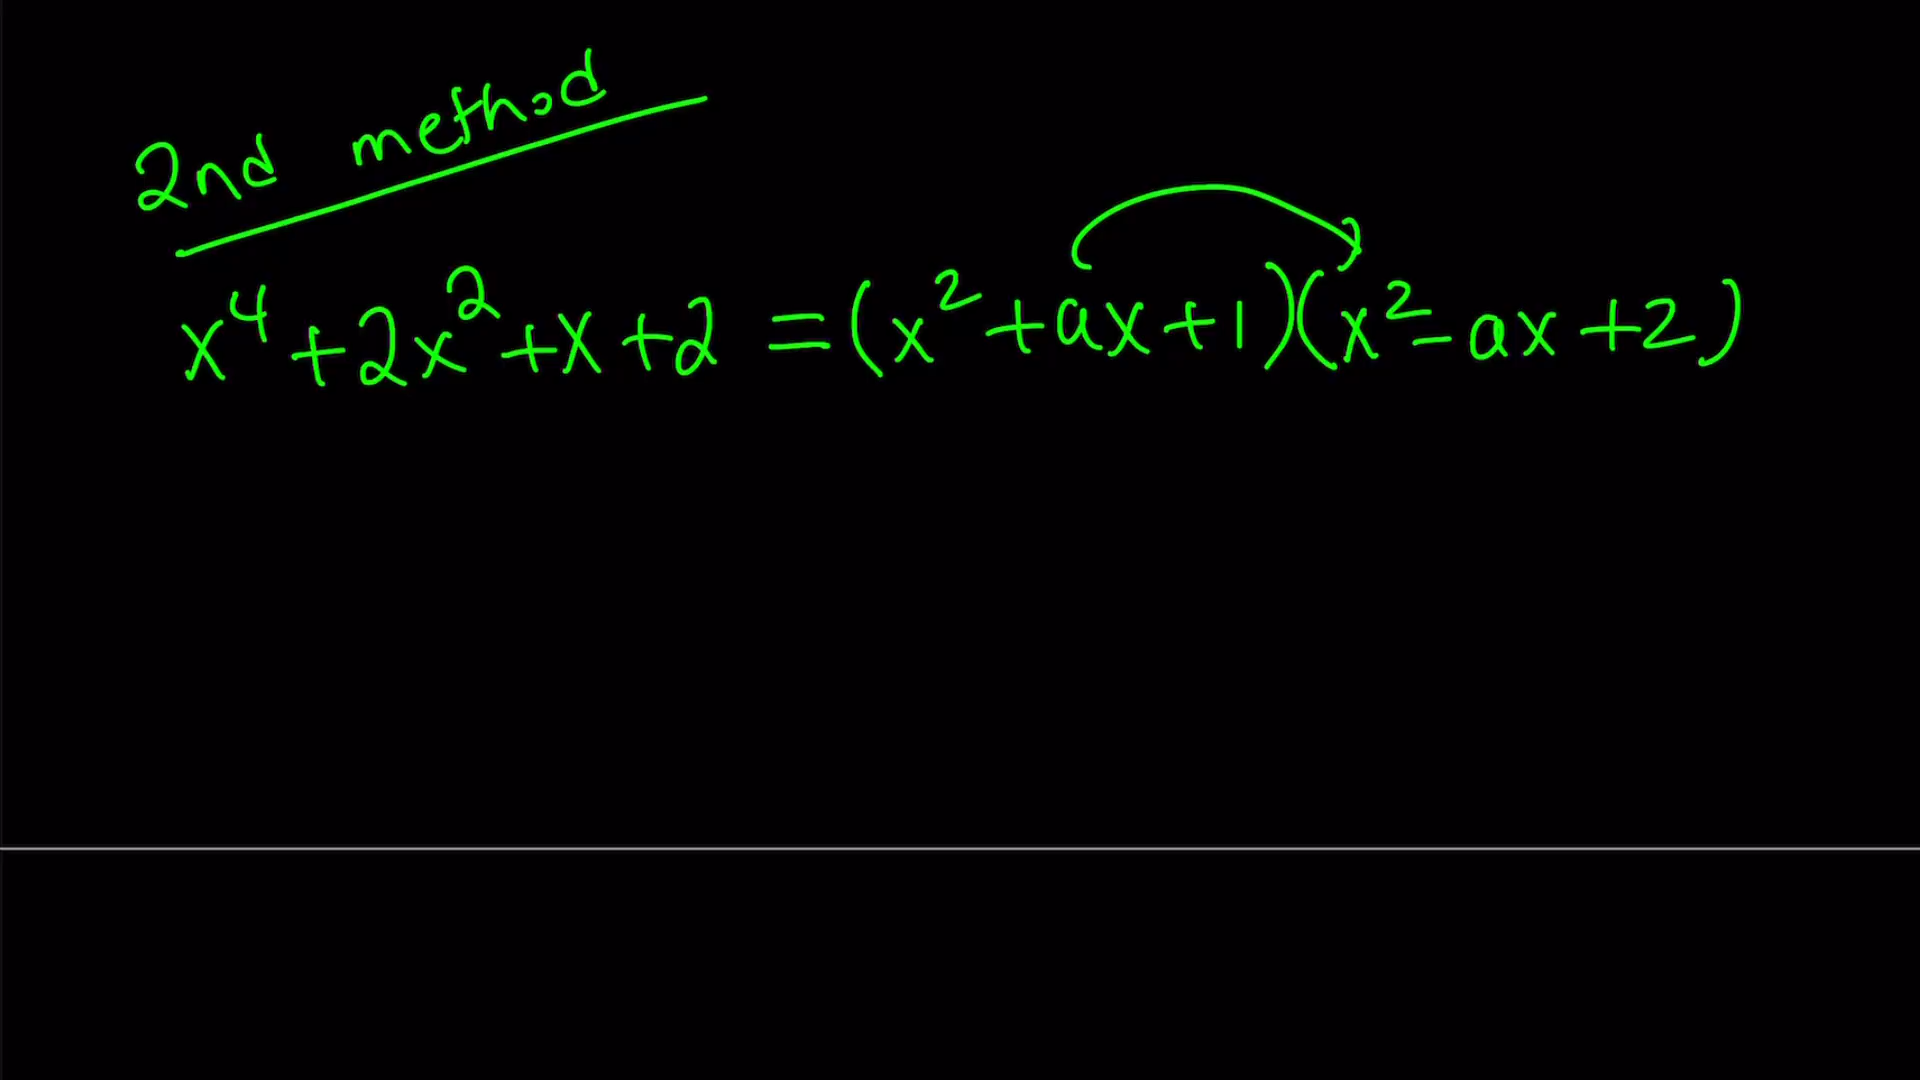 2nd method
x⁴+2x²+x+2 = (x²+ax+1)(x²-ax+2)